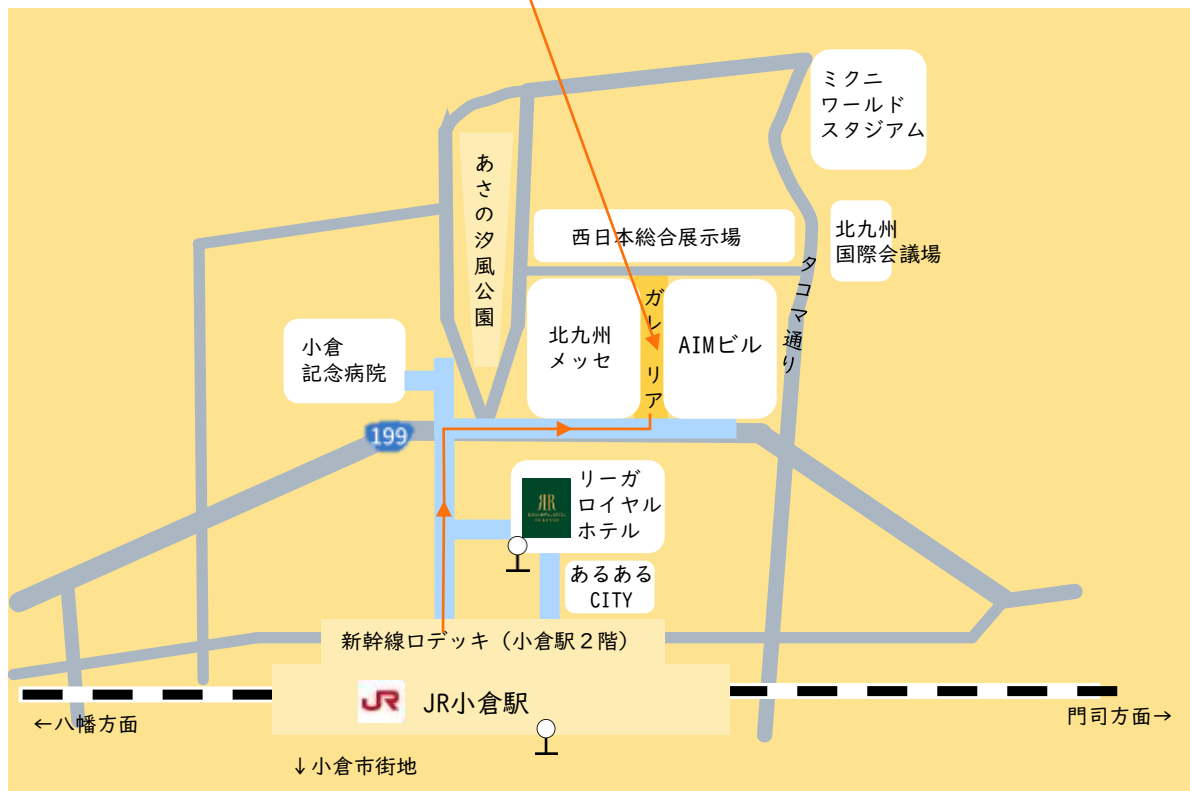 ミクニ
ワールド
スタジアム
あさの汐風公園
西日本総合展示場
北九州
国際会議場
タコマ通り
ガレリア
北九州
メッセ
AIMビル
小倉
記念病院
199
リーガ
ロイヤル
ホテル
あるある
CITY
新幹線口デッキ(小倉駅2階)
JR
JR小倉駅
←八幡方面
門司方面→
↓小倉市街地